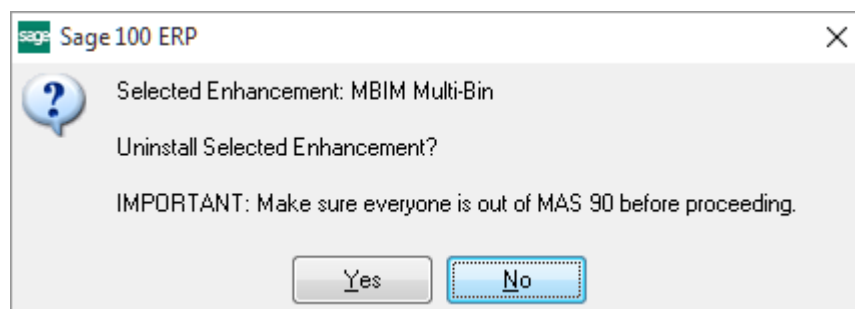 sage Sage 100 ERP
Selected Enhancement: MBIM Multi-Bin
Uninstall Selected Enhancement?
IMPORTANT: Make sure everyone is out of MAS 90 before proceeding.
Yes No